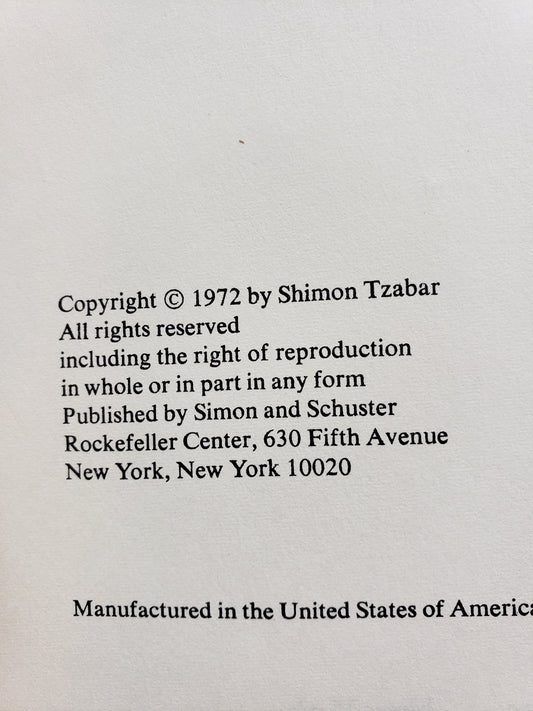 Copyright © 1972 by Shimon Tzabar
All rights reserved
including the right of reproduction
in whole or in part in any form
Published by Simon and Schuster
Rockefeller Center, 630 Fifth Avenue
New York, New York 10020
Manufactured in the United States of America